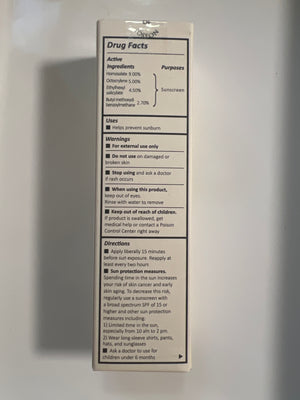 Drug Facts
Active
Ingredients Purposes
Homosalate 9.00%
Octocrylene 5.00%
Ethylhexyl
salicylate 4.50%
Sunscreen
Butyl methoxydi
benzoylmethane 2.70%
Uses
■ Helps prevent sunburn
Warnings
■ For external use only
■ Do not use on damaged or
broken skin
■ Stop using and ask a doctor
if rash occurs
■ When using this product,
keep out of eyes.
Rinse with water to remove
■ Keep out of reach of children.
If product is swallowed, get
medical help or contact a Poison
Control Center right away
Directions
■ Apply liberally 15 minutes
before sun exposure. Reapply at
least every two hours
■ Sun protection measures.
Spending time in the sun increases
your risk of skin cancer and early
skin aging. To decrease this risk,
regularly use a sunscreen with
a broad spectrum SPF of 15 or
higher and other sun protection
measures including:
1) Limited time in the sun,
especially from 10 am to 2 pm.
2) Wear long-sleeve shirts, pants,
hats, and sunglasses
■ Ask a doctor to use for
children under 6 months